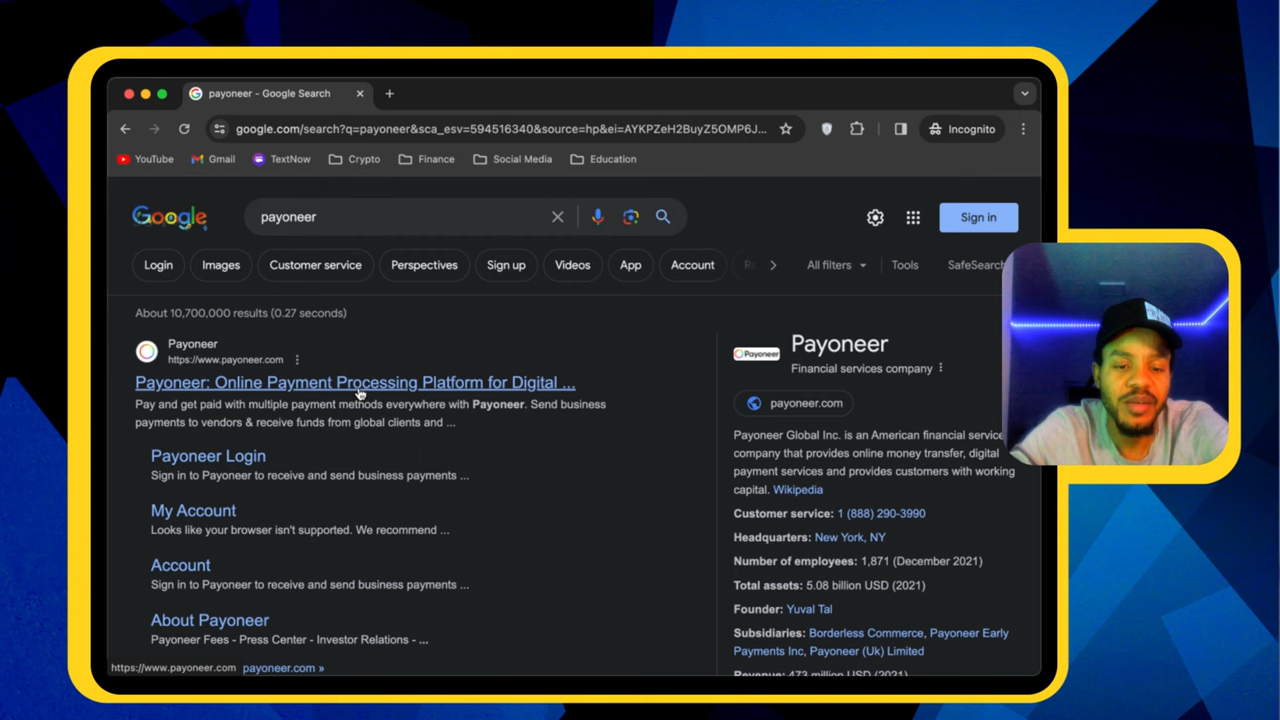 payoneer - Google Search
google.com/search?q=payoneer&sca_esv=594516340&source=hp&ei=AYKPZeH2BuyZ5OMP6J...
Incognito
YouTube
Gmail
TextNow
Crypto
Finance
Social Media
Education
Google
payoneer
Sign in
Login
Images
Customer service
Perspectives
Sign up
Videos
App
Account
All filters
Tools
SafeSearch
About 10,700,000 results (0.27 seconds)
Payoneer
https://www.payoneer.com
Payoneer: Online Payment Processing Platform for Digital ...
Pay and get paid with multiple payment methods everywhere with Payoneer. Send business
payments to vendors & receive funds from global clients and ...
Payoneer Login
Sign in to Payoneer to receive and send business payments ...
My Account
Looks like your browser isn't supported. We recommend ...
Account
Sign in to Payoneer to receive and send business payments ...
About Payoneer
Payoneer Fees - Press Center - Investor Relations - ...
https://www.payoneer.com
payoneer.com »
Payoneer
Payoneer
Financial services company
payoneer.com
Payoneer Global Inc. is an American financial service
company that provides online money transfer, digital
payment services and provides customers with working
capital. Wikipedia
Customer service: 1 (888) 290-3990
Headquarters: New York, NY
Number of employees: 1,871 (December 2021)
Total assets: 5.08 billion USD (2021)
Founder: Yuval Tal
Subsidiaries: Borderless Commerce, Payoneer Early
Payments Inc, Payoneer (Uk) Limited
Revenue: 473 million USD (2021)